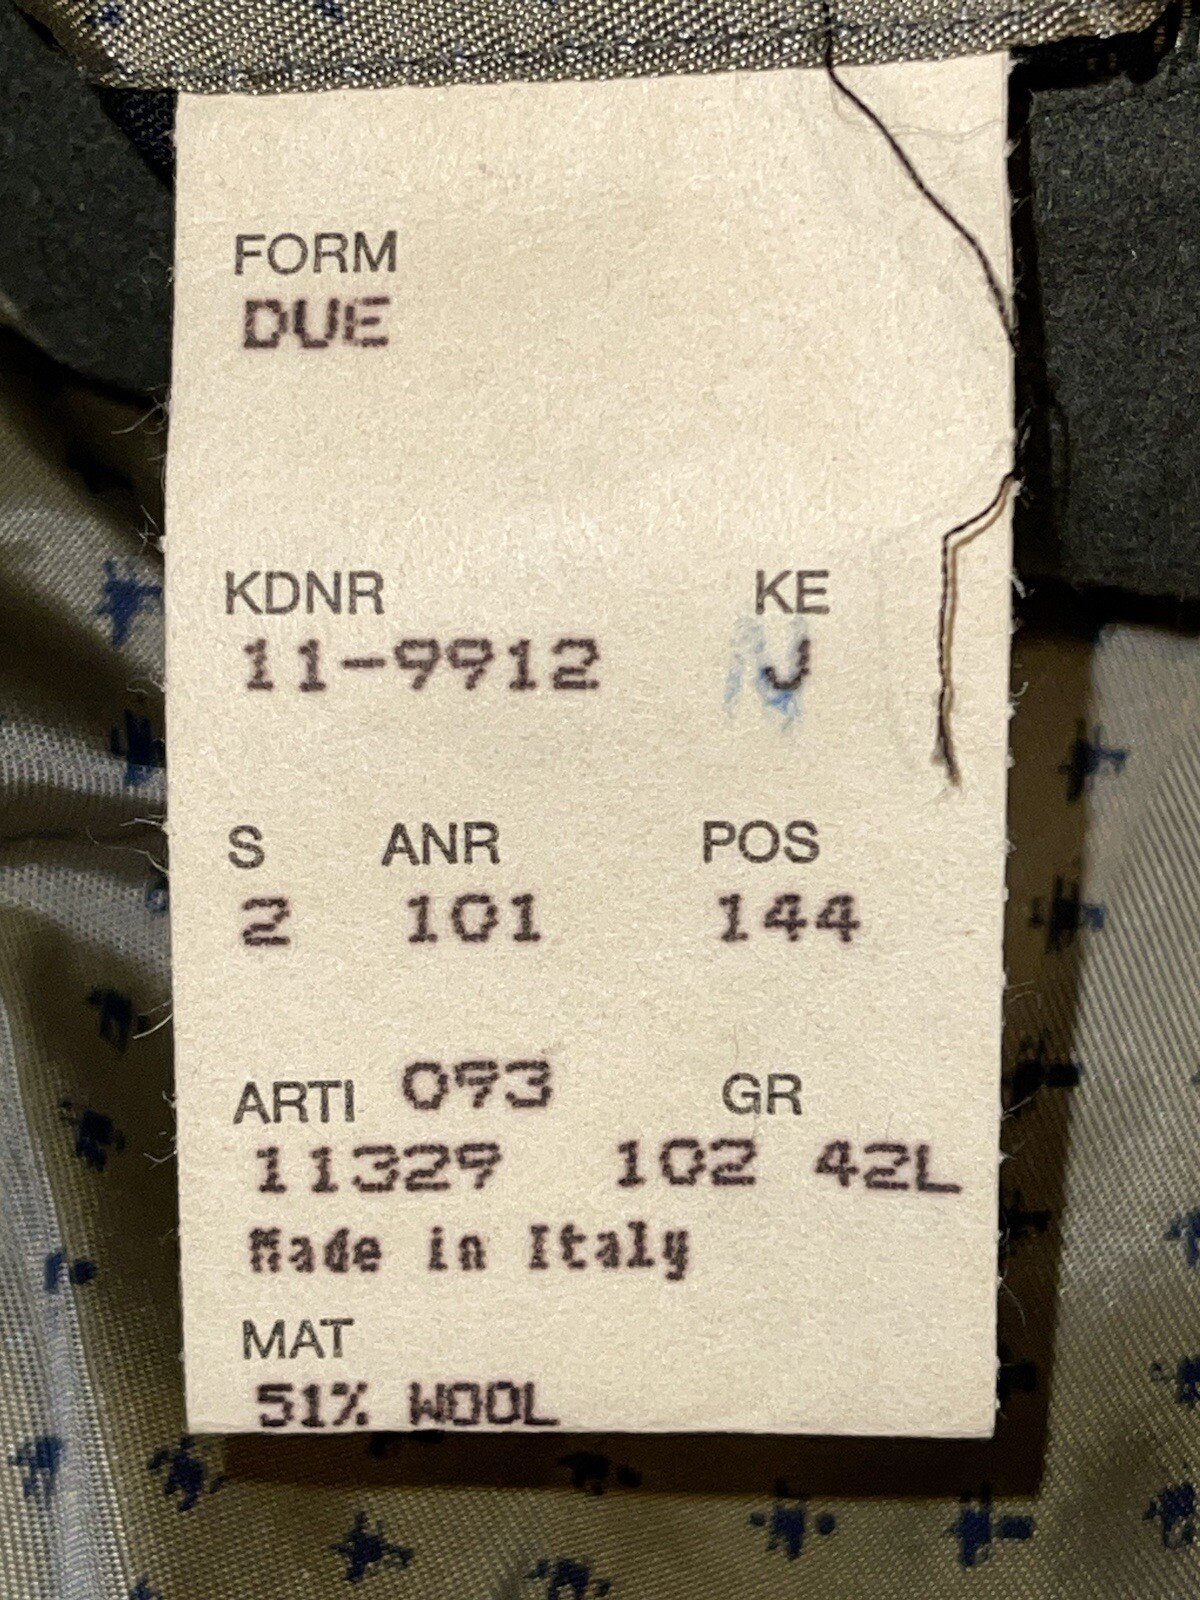 FORM
DUE
KDNR KE
11-9912 J
S ANR POS
2 101 144
ARTI 093 GR
11329 102 42L
Made in Italy
MAT
51% WOOL